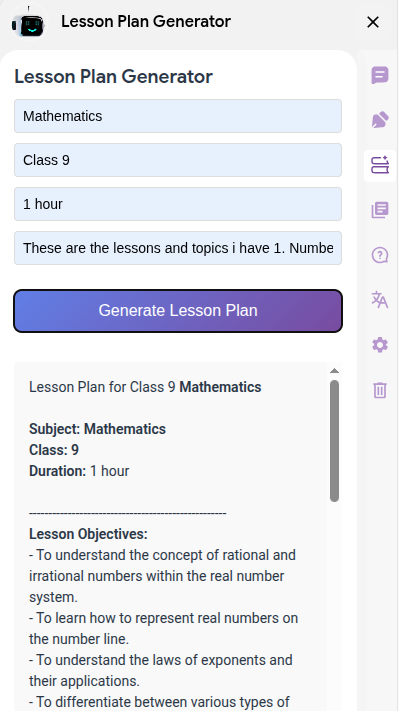 Lesson Plan Generator
Lesson Plan Generator
Mathematics
Class 9
1 hour
These are the lessons and topics i have 1. Numbe
Generate Lesson Plan
Lesson Plan for Class 9 Mathematics
Subject: Mathematics
Class: 9
Duration: 1 hour
----------------------------------------------------
Lesson Objectives:
- To understand the concept of rational and
irrational numbers within the real number
system.
- To learn how to represent real numbers on
the number line.
- To understand the laws of exponents and
their applications.
- To differentiate between various types of